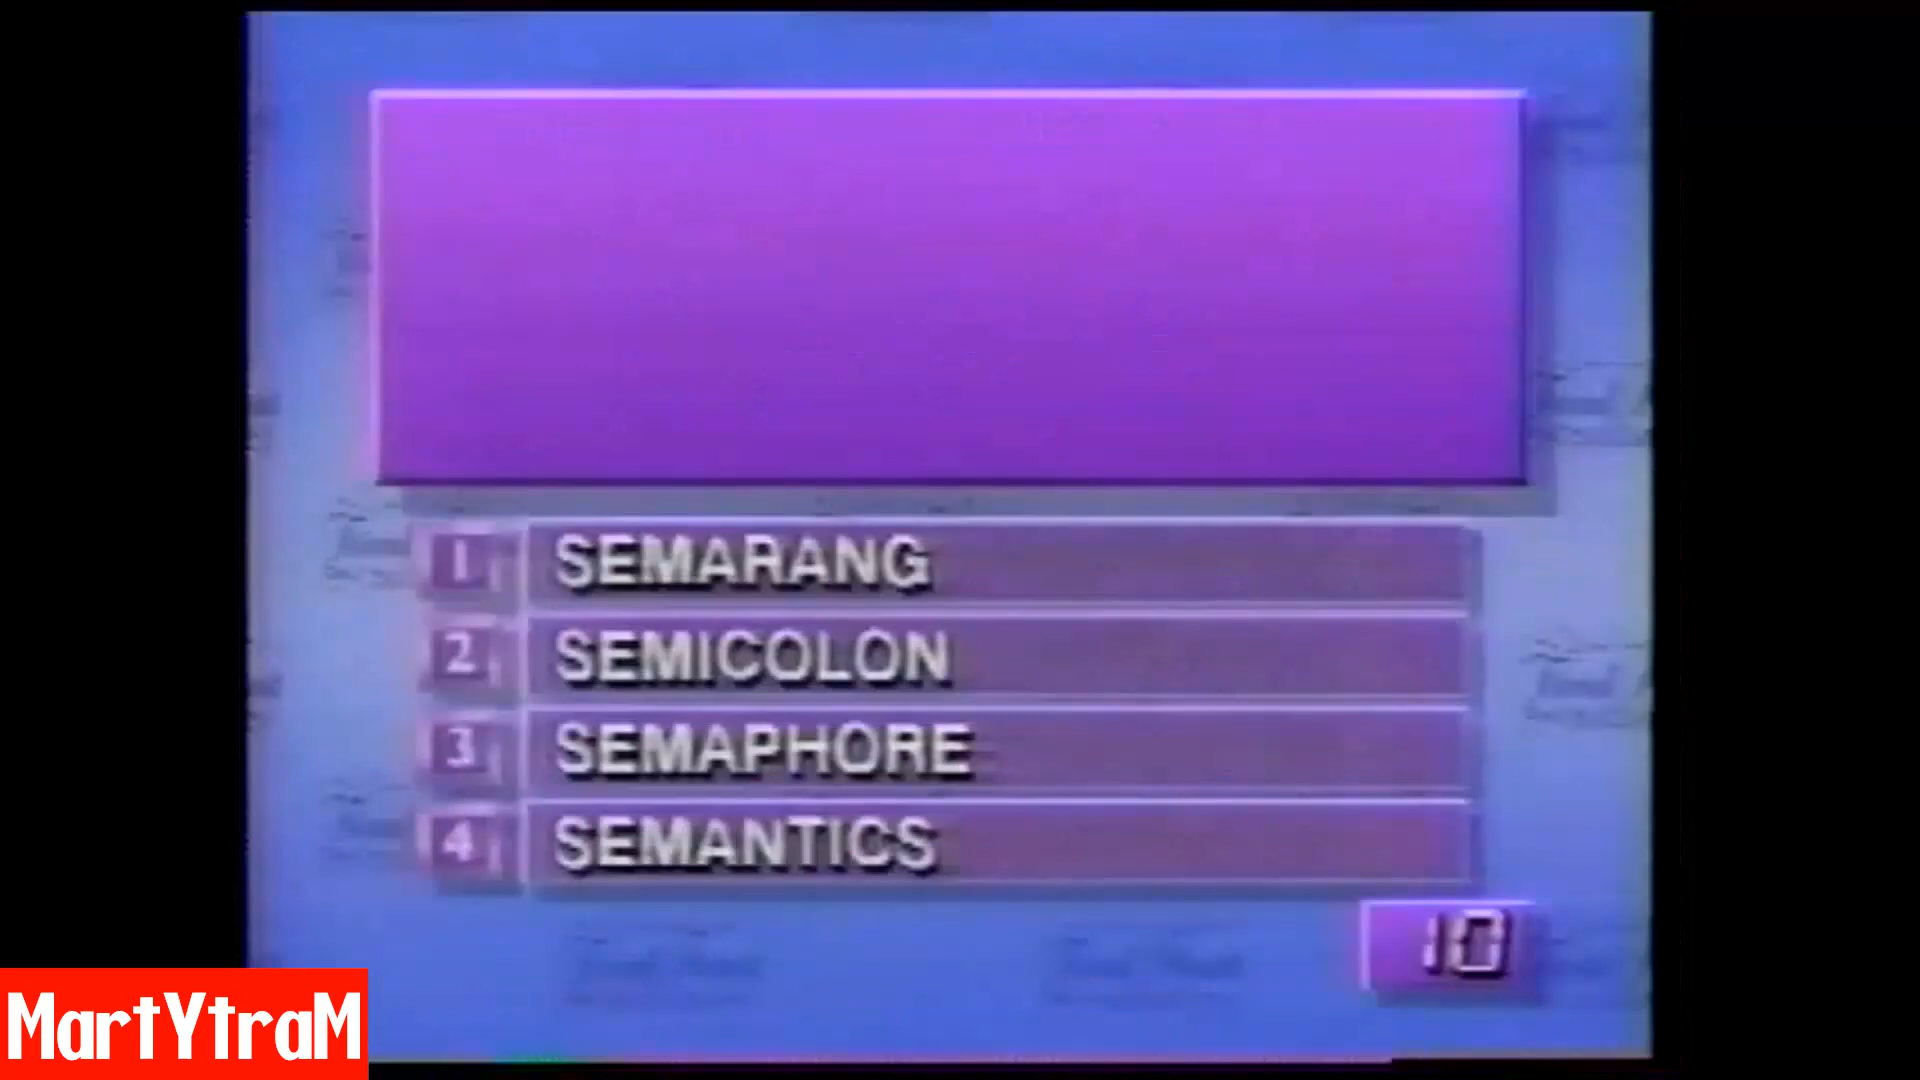 1 SEMARANG
2 SEMICOLON
3 SEMAPHORE
4 SEMANTICS
10
MartYtraM